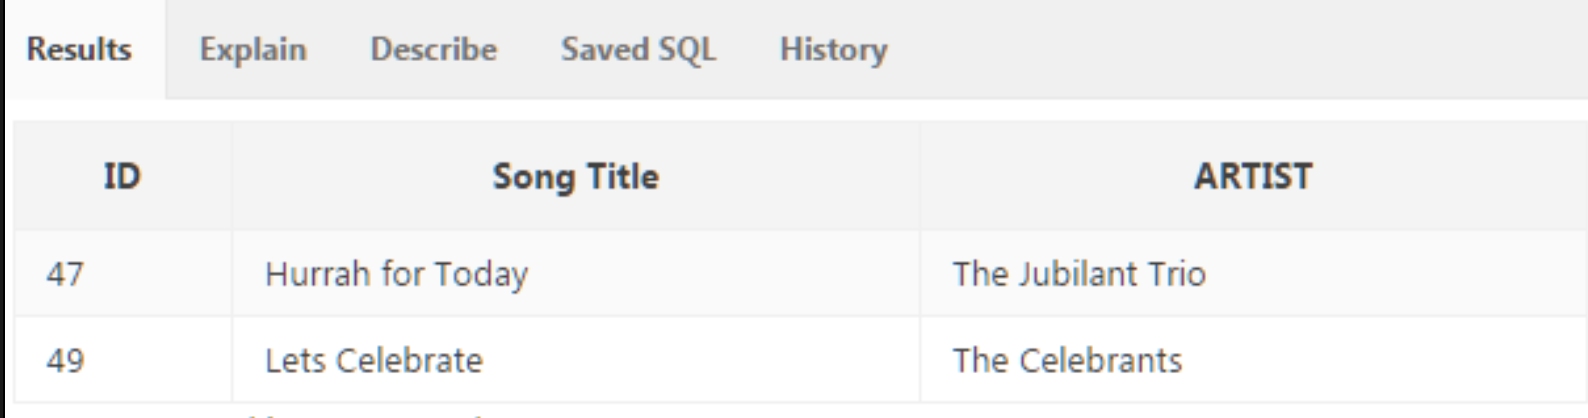 Results Explain Describe Saved SQL History
ID Song Title ARTIST
47 Hurrah for Today The Jubilant Trio
49 Lets Celebrate The Celebrants